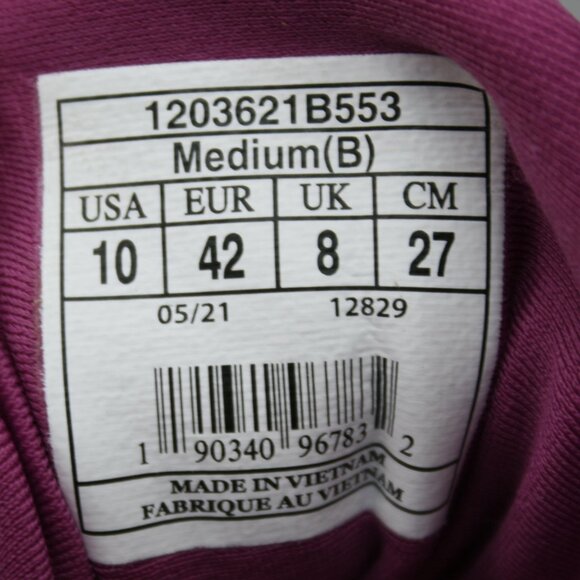 1203621B553
Medium(B)
USA EUR UK CM
10 42 8 27
05/21 12829
1 90340 96783 2
MADE IN VIETNAM
FABRIQUE AU VIETNAM